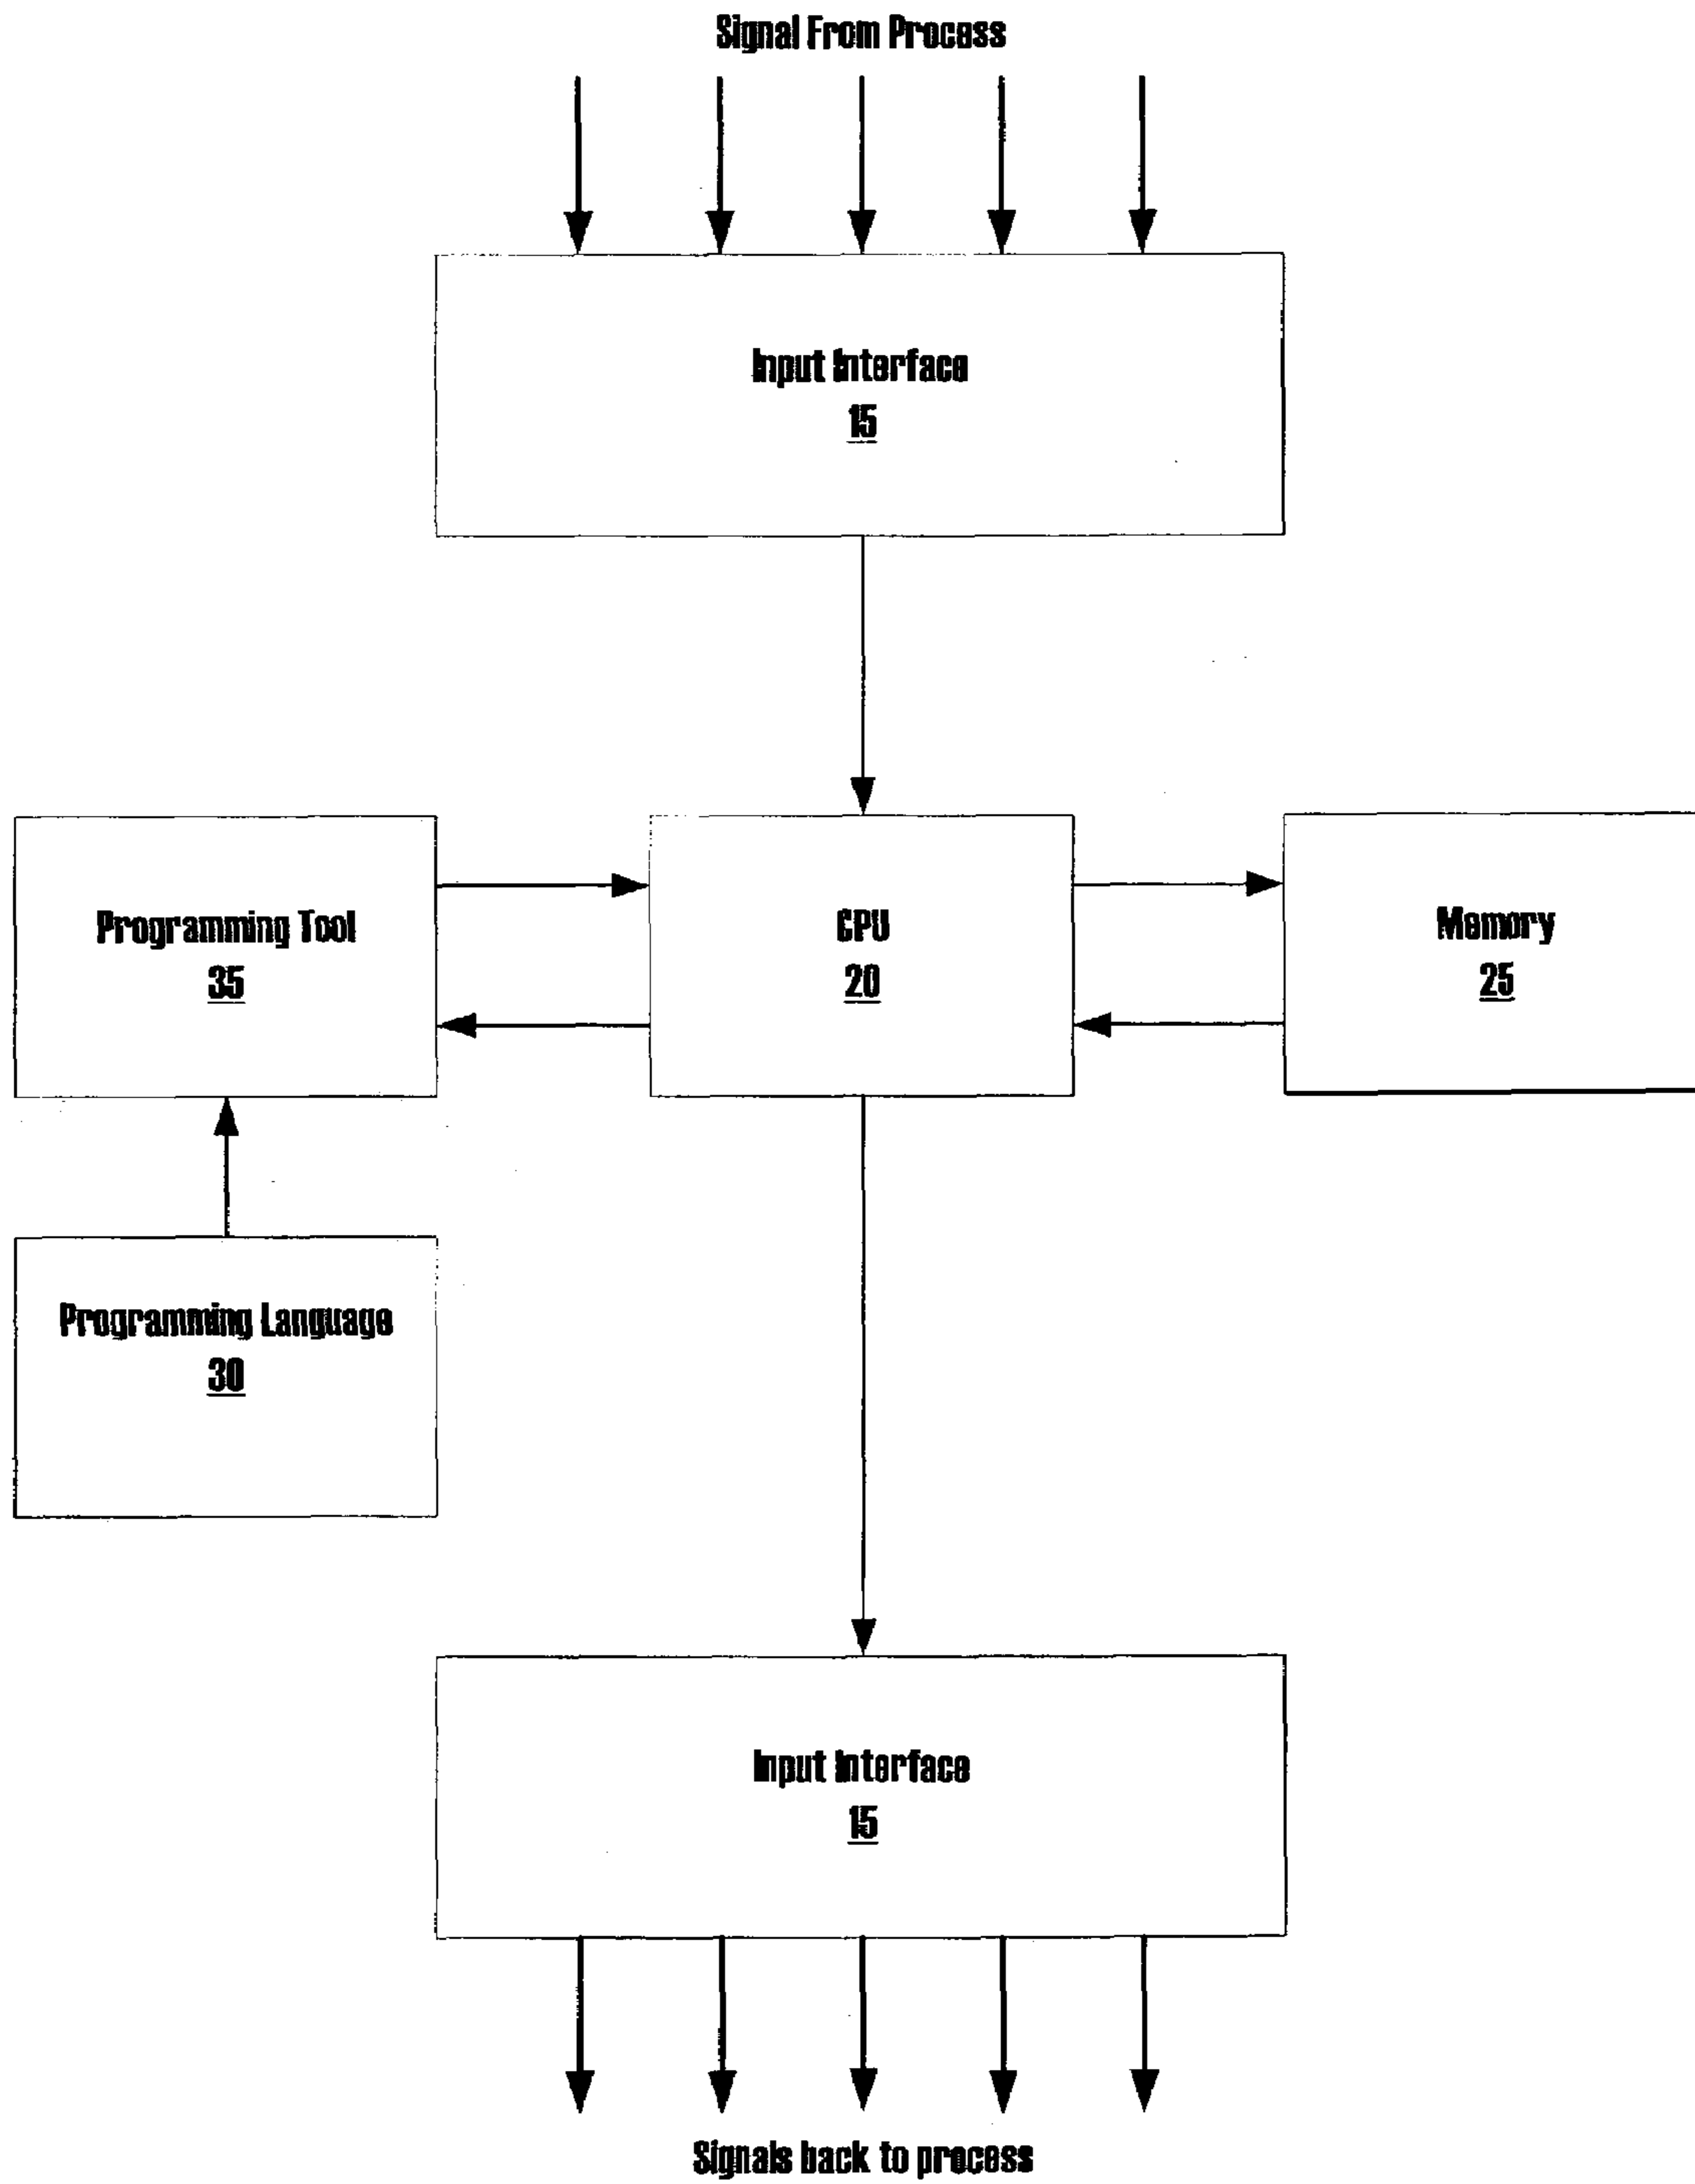 Signal From Process
Input Interface
15
Programming Tool
35
CPU
20
Memory
25
Programming Language
30
Input Interface
15
Signals back to process